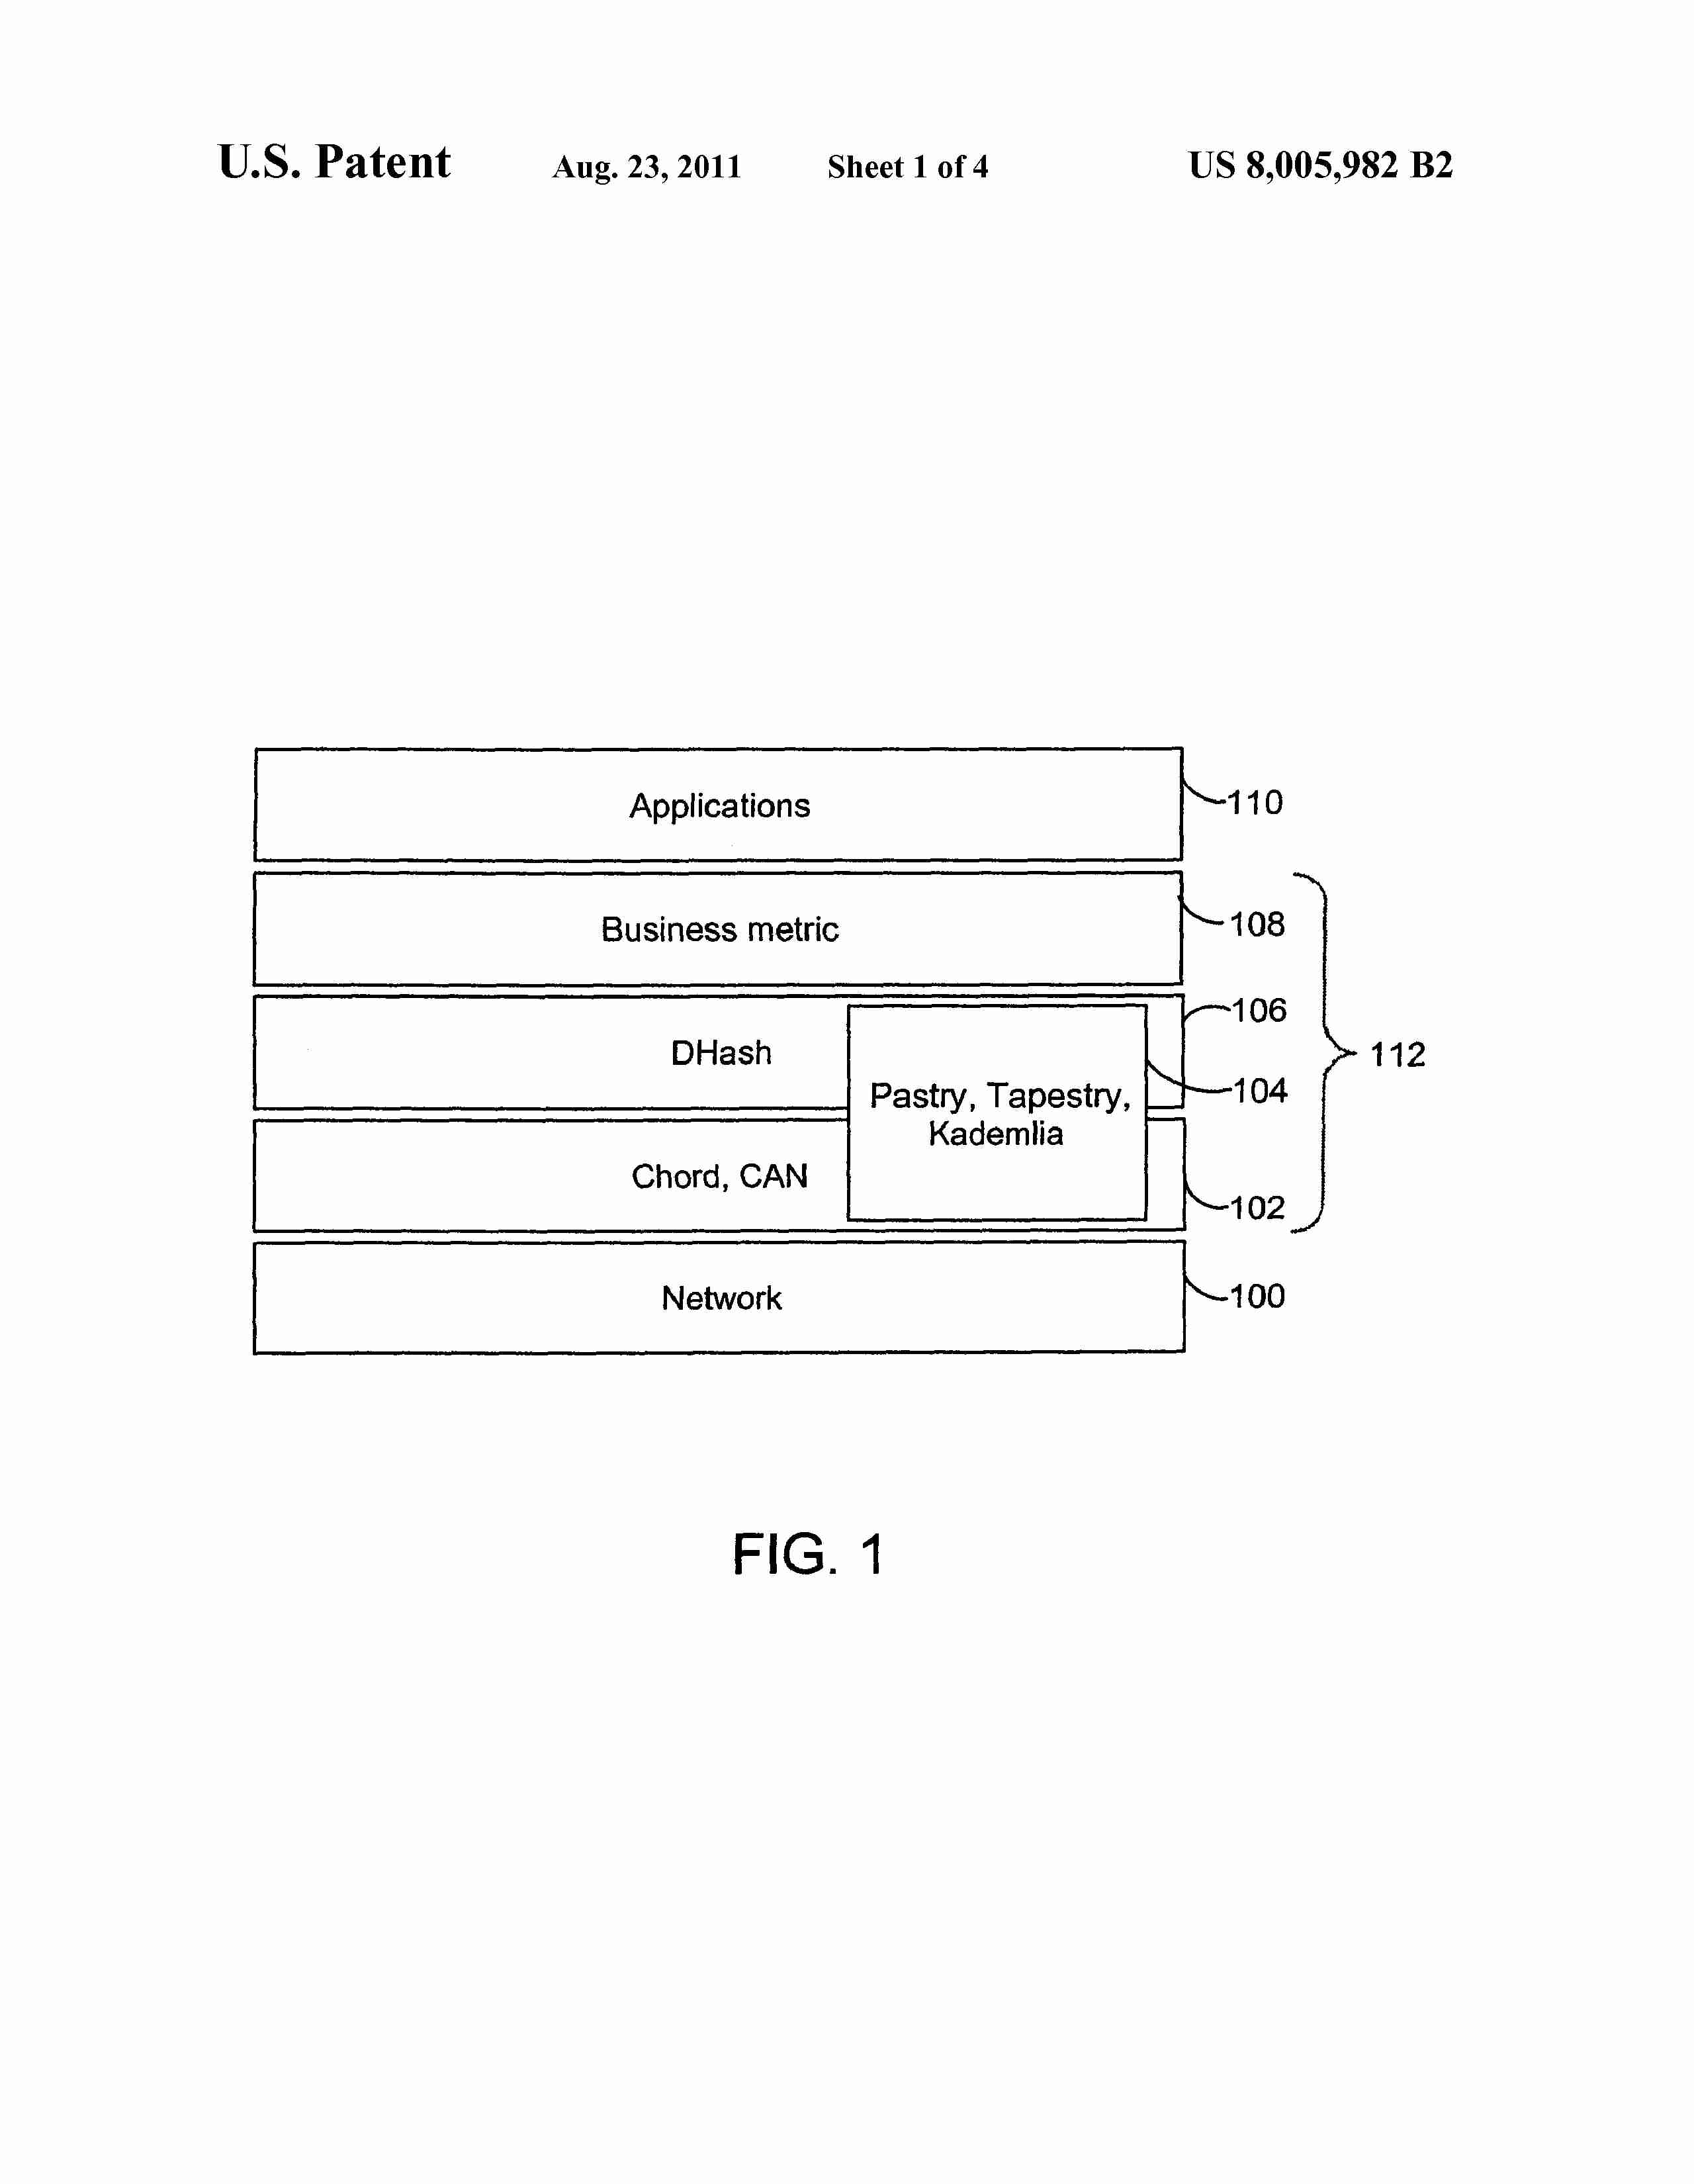 U.S. Patent Aug. 23, 2011 Sheet 1 of 4 US 8,005,982 B2
Applications
110
Business metric
108
106
DHash
112
104
Pastry, Tapestry,
Kademlia
Chord, CAN
102
Network
100
FIG. 1